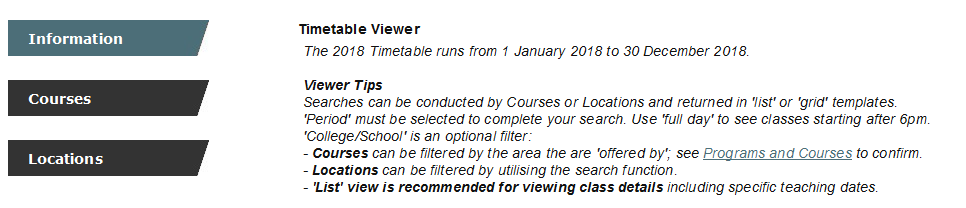 Information
Courses
Locations
Timetable Viewer
The 2018 Timetable runs from 1 January 2018 to 30 December 2018.
Viewer Tips
Searches can be conducted by Courses or Locations and returned in 'list' or 'grid' templates.
'Period' must be selected to complete your search. Use 'full day' to see classes starting after 6pm.
'College/School' is an optional filter:
- Courses can be filtered by the area the are 'offered by'; see Programs and Courses to confirm.
- Locations can be filtered by utilising the search function.
- 'List' view is recommended for viewing class details including specific teaching dates.